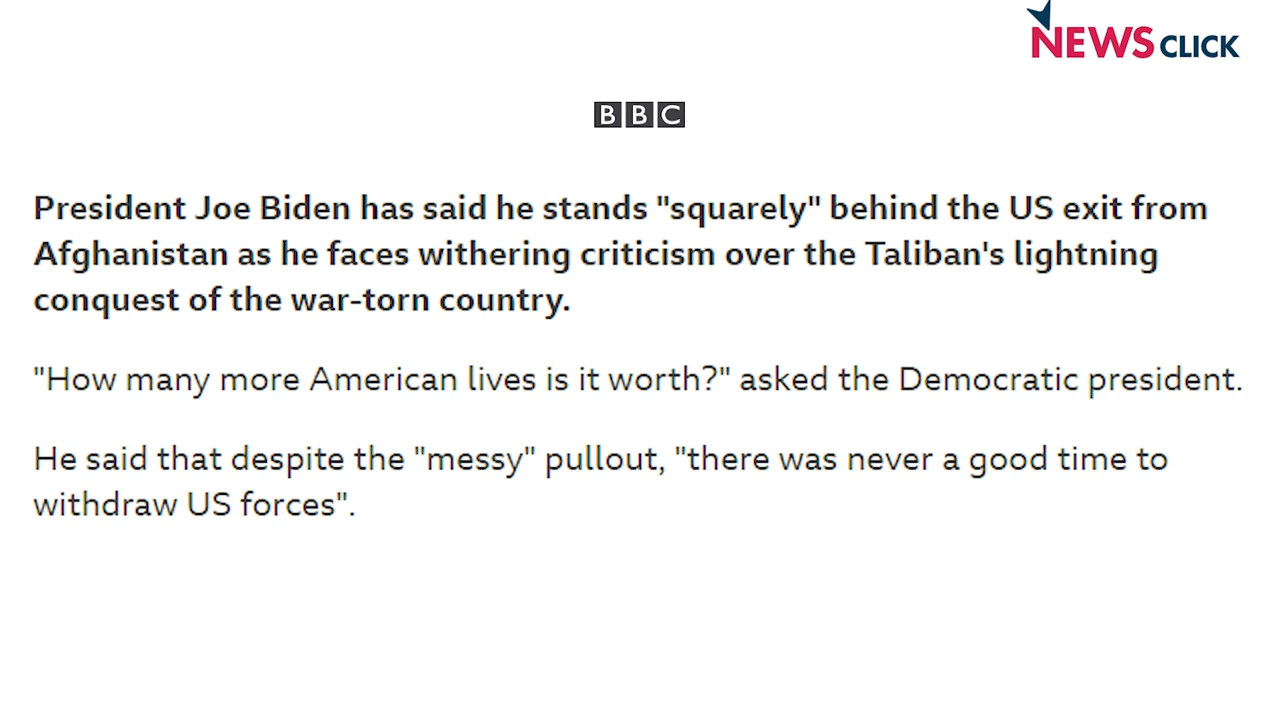 NEWSCLICK
BBC
President Joe Biden has said he stands "squarely" behind the US exit from
Afghanistan as he faces withering criticism over the Taliban's lightning
conquest of the war-torn country.
"How many more American lives is it worth?" asked the Democratic president.
He said that despite the "messy" pullout, "there was never a good time to
withdraw US forces".